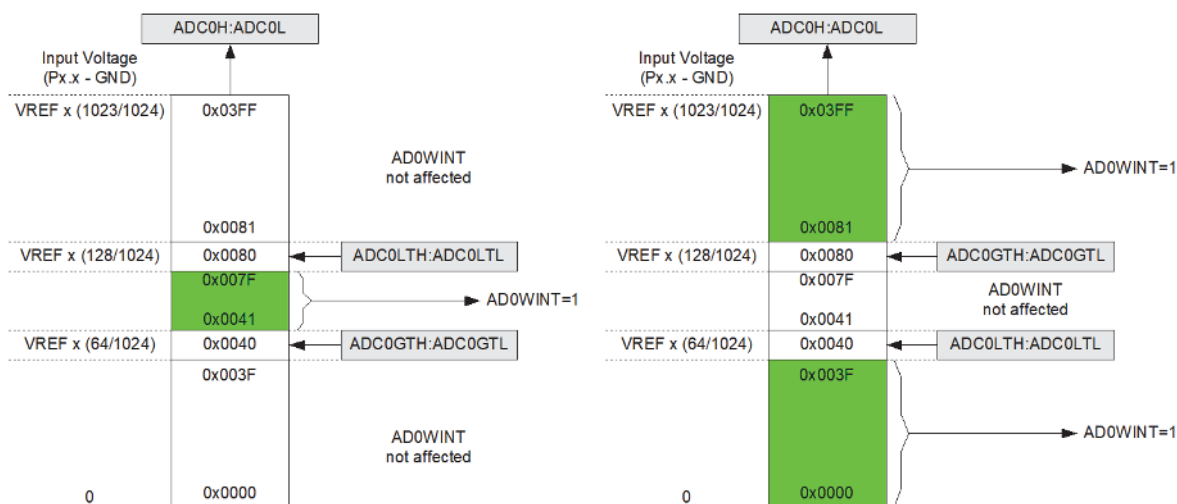 ADC0H:ADC0L
Input Voltage
(Px.x - GND)
VREF x (1023/1024)
0x03FF
AD0WINT
not affected
0x0081
VREF x (128/1024)
0x0080
ADC0LTH:ADC0LTL
0x007F
AD0WINT=1
0x0041
VREF x (64/1024)
0x0040
ADC0GTH:ADC0GTL
0x003F
AD0WINT
not affected
0
0x0000
ADC0H:ADC0L
Input Voltage
(Px.x - GND)
VREF x (1023/1024)
0x03FF
AD0WINT=1
0x0081
VREF x (128/1024)
0x0080
ADC0GTH:ADC0GTL
0x007F
AD0WINT
not affected
0x0041
VREF x (64/1024)
0x0040
ADC0LTH:ADC0LTL
0x003F
AD0WINT=1
0
0x0000